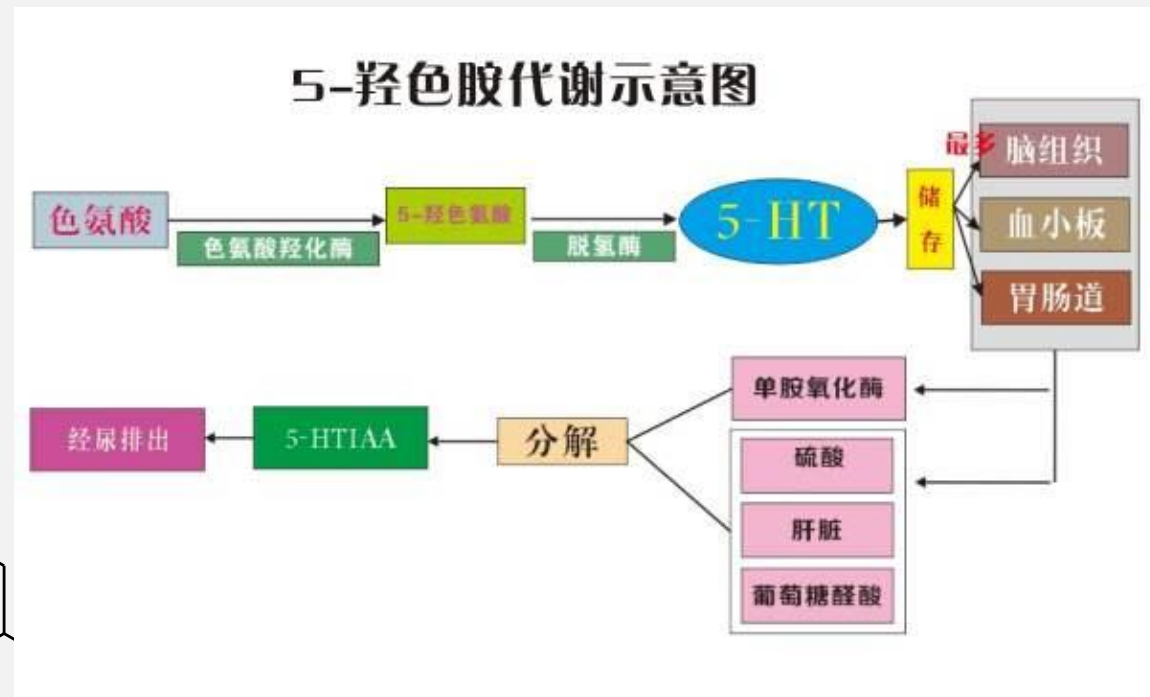 5-羟色胺代谢示意图
最多
脑组织
色氨酸
5-羟色氨酸
5-HT
储存
血小板
色氨酸羟化酶
脱氢酶
胃肠道
单胺氧化酶
经尿排出
5-HTIAA
分解
硫酸
肝脏
葡萄糖醛酸